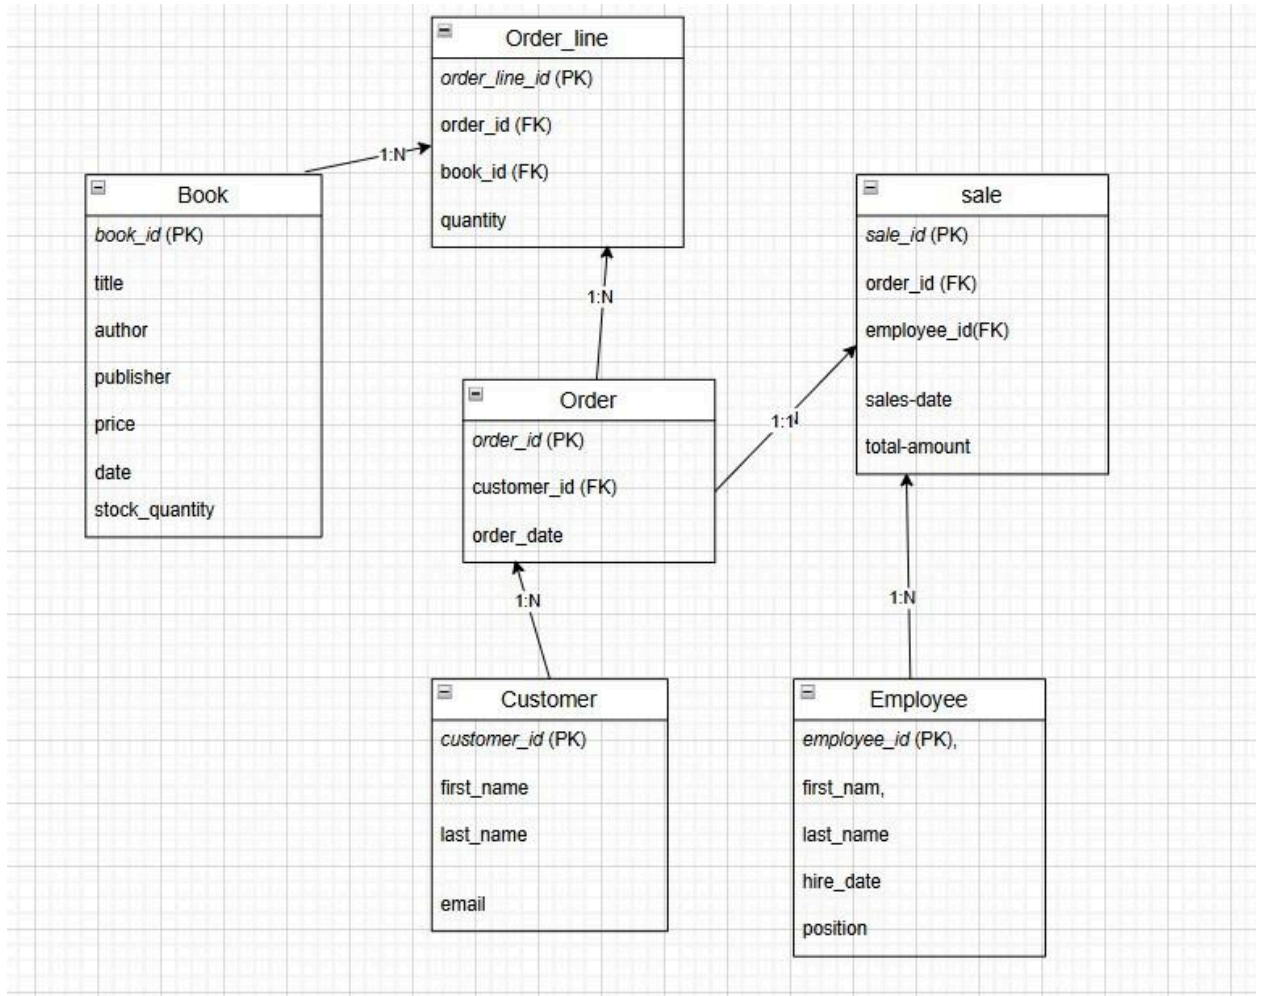 Order_line
order_line_id (PK)
order_id (FK)
book_id (FK)
quantity
1:N
Book
book_id (PK)
title
author
publisher
price
date
stock_quantity
sale
sale_id (PK)
order_id (FK)
employee_id(FK)
sales-date
total-amount
1:N
Order
order_id (PK)
customer_id (FK)
order_date
1:1
1:N
Customer
customer_id (PK)
first_name
last_name
email
1:N
Employee
employee_id (PK),
first_nam,
last_name
hire_date
position